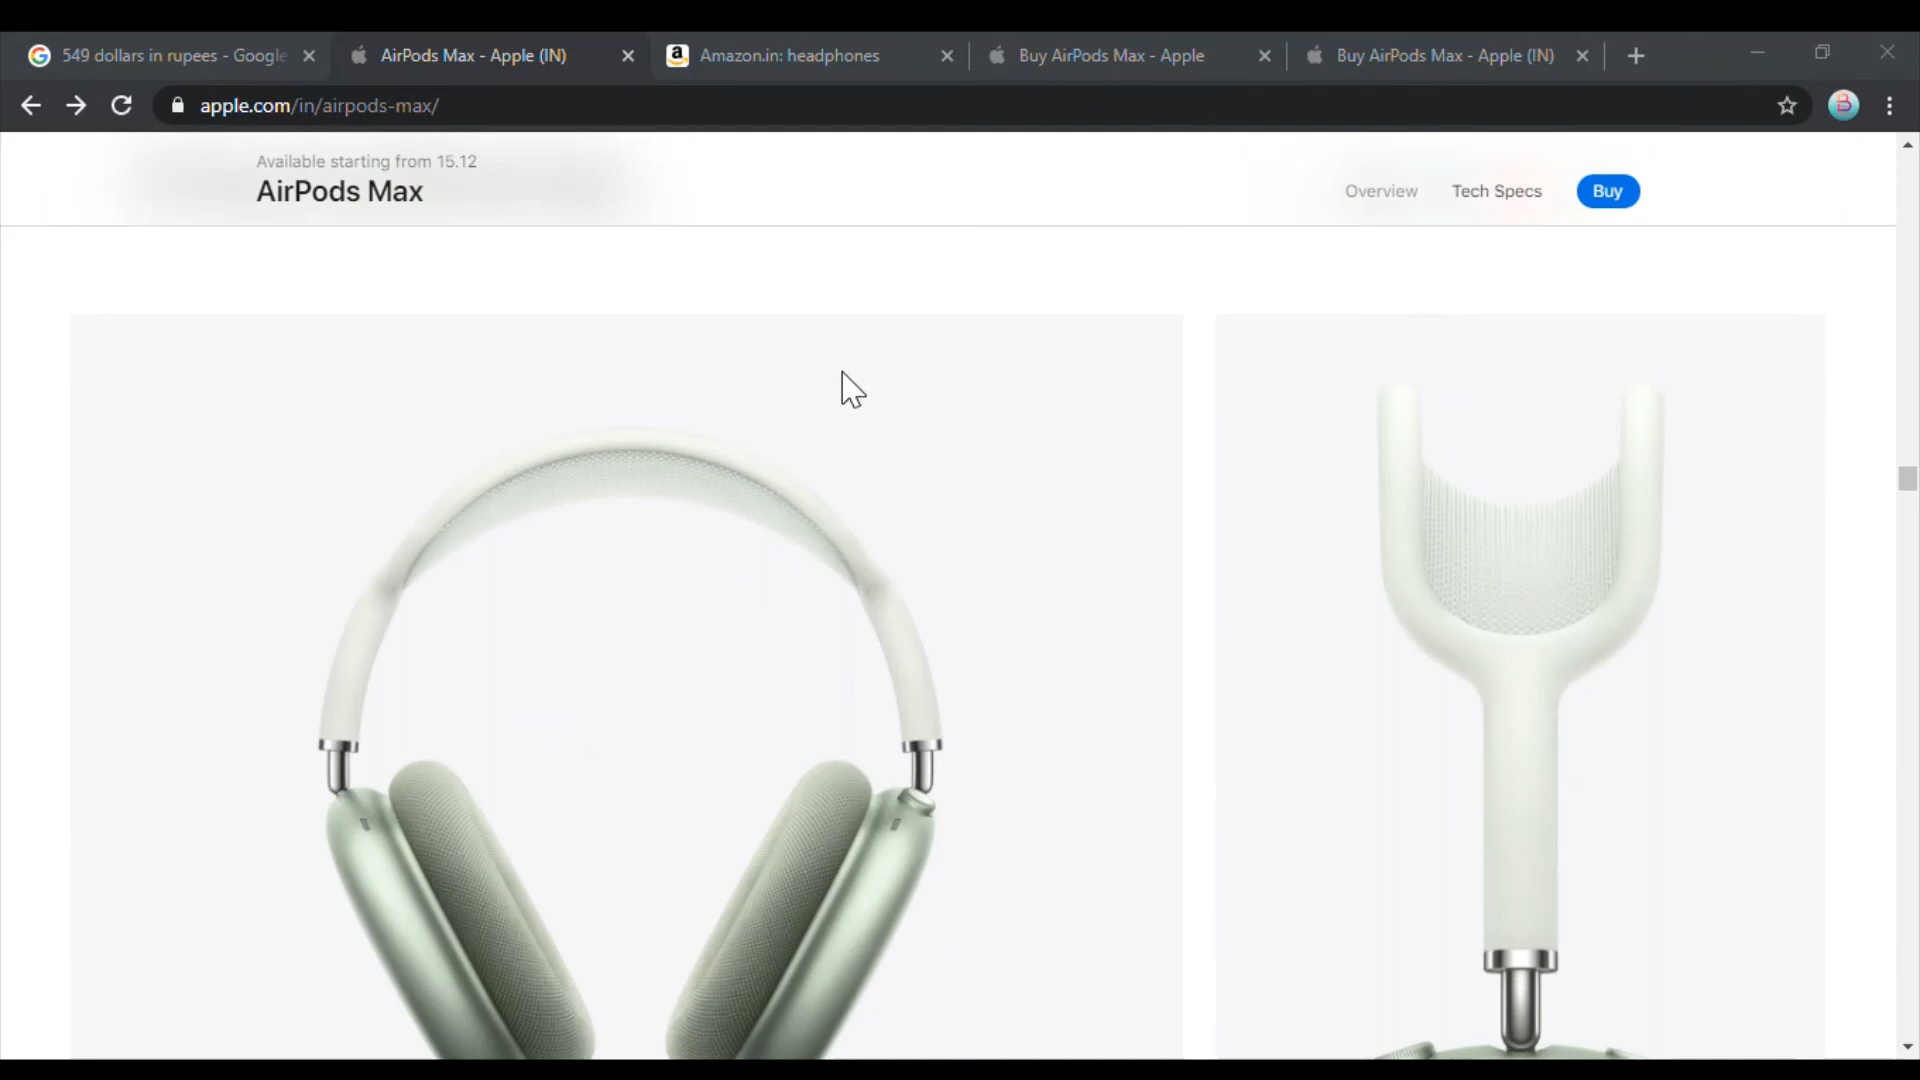 549 dollars in rupees - Google
AirPods Max - Apple (IN)
Amazon.in: headphones
Buy AirPods Max - Apple
Buy AirPods Max - Apple (IN)
apple.com/in/airpods-max/
Available starting from 15.12
AirPods Max
Overview
Tech Specs
Buy